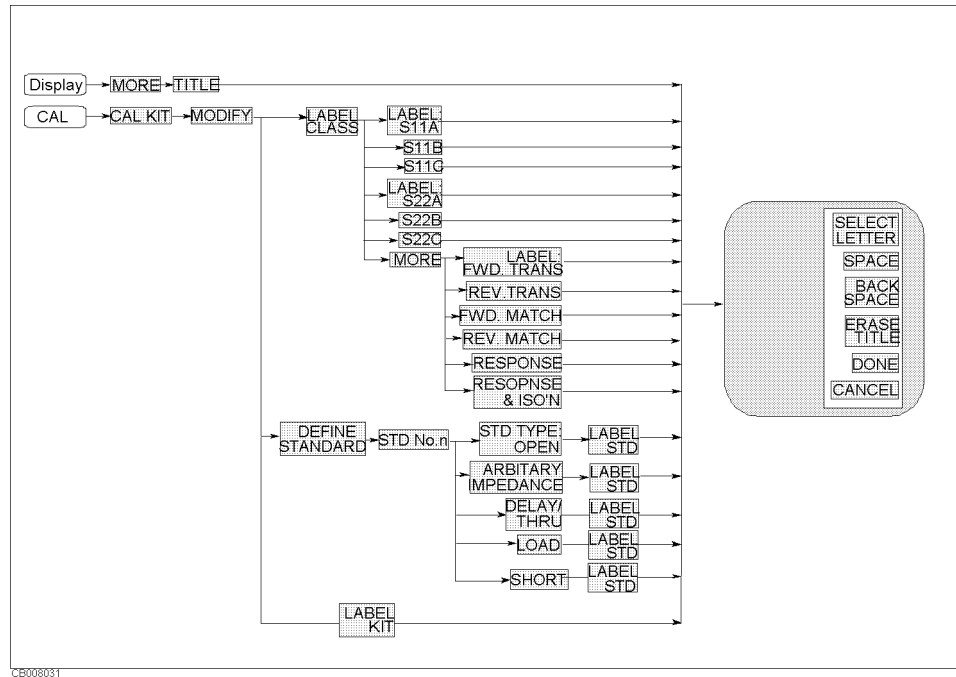 Display
MORE
TITLE
CAL
CAL KIT
MODIFY
LABEL
CLASS
LABEL:
S11A
S11B
S11C
LABEL:
S22A
S22B
S22C
MORE
LABEL:
FWD. TRANS
REV.TRANS
FWD. MATCH
REV. MATCH
RESPONSE
RESOPNSE
& ISO'N
DEFINE
STANDARD
STD No.n
STD TYPE:
OPEN
LABEL
STD
ARBITARY
MPEDANCE
LABEL
STD
DELAY/
THRU
LABEL
STD
LOAD
LABEL
STD
SHORT
LABEL
STD
LABEL
KIT
SELECT
LETTER
SPACE
BACK
SPACE
ERASE
TITLE
DONE
CANCEL
CB008031